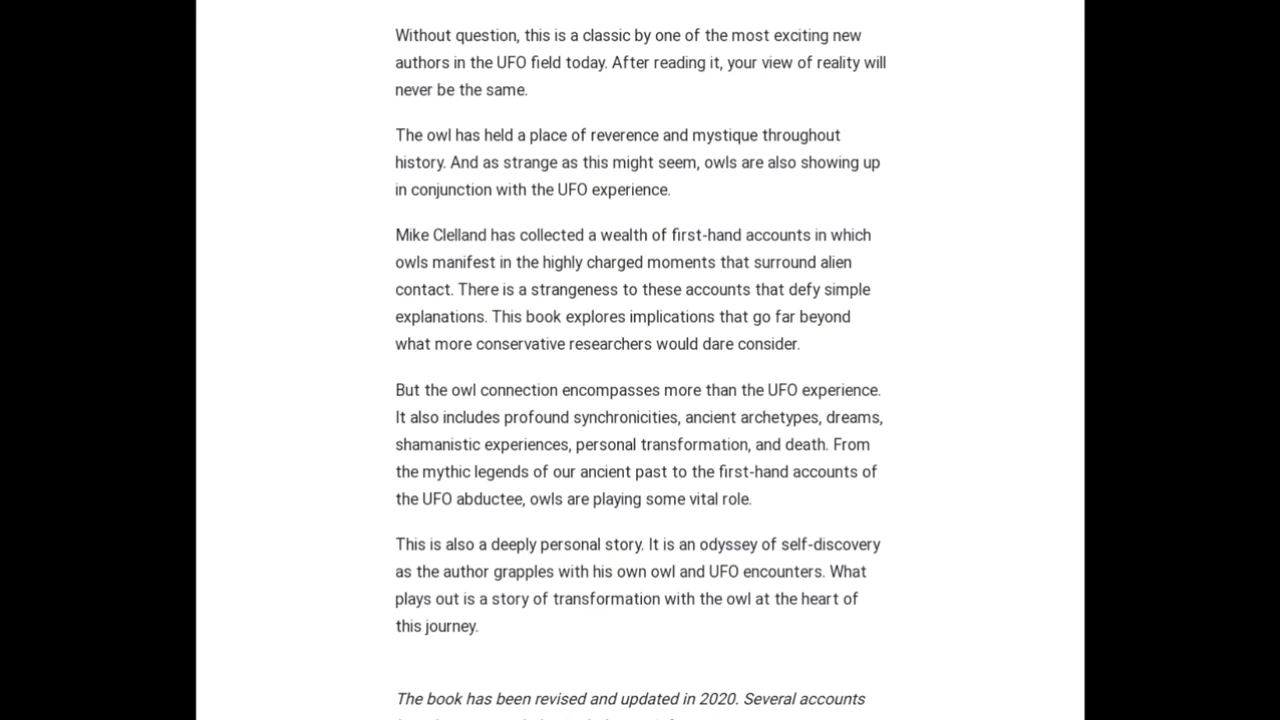 Without question, this is a classic by one of the most exciting new
authors in the UFO field today. After reading it, your view of reality will
never be the same.
The owl has held a place of reverence and mystique throughout
history. And as strange as this might seem, owls are also showing up
in conjunction with the UFO experience.
Mike Clelland has collected a wealth of first-hand accounts in which
owls manifest in the highly charged moments that surround alien
contact. There is a strangeness to these accounts that defy simple
explanations. This book explores implications that go far beyond
what more conservative researchers would dare consider.
But the owl connection encompasses more than the UFO experience.
It also includes profound synchronicities, ancient archetypes, dreams,
shamanistic experiences, personal transformation, and death. From
the mythic legends of our ancient past to the first-hand accounts of
the UFO abductee, owls are playing some vital role.
This is also a deeply personal story. It is an odyssey of self-discovery
as the author grapples with his own owl and UFO encounters. What
plays out is a story of transformation with the owl at the heart of
this journey.
The book has been revised and updated in 2020. Several accounts